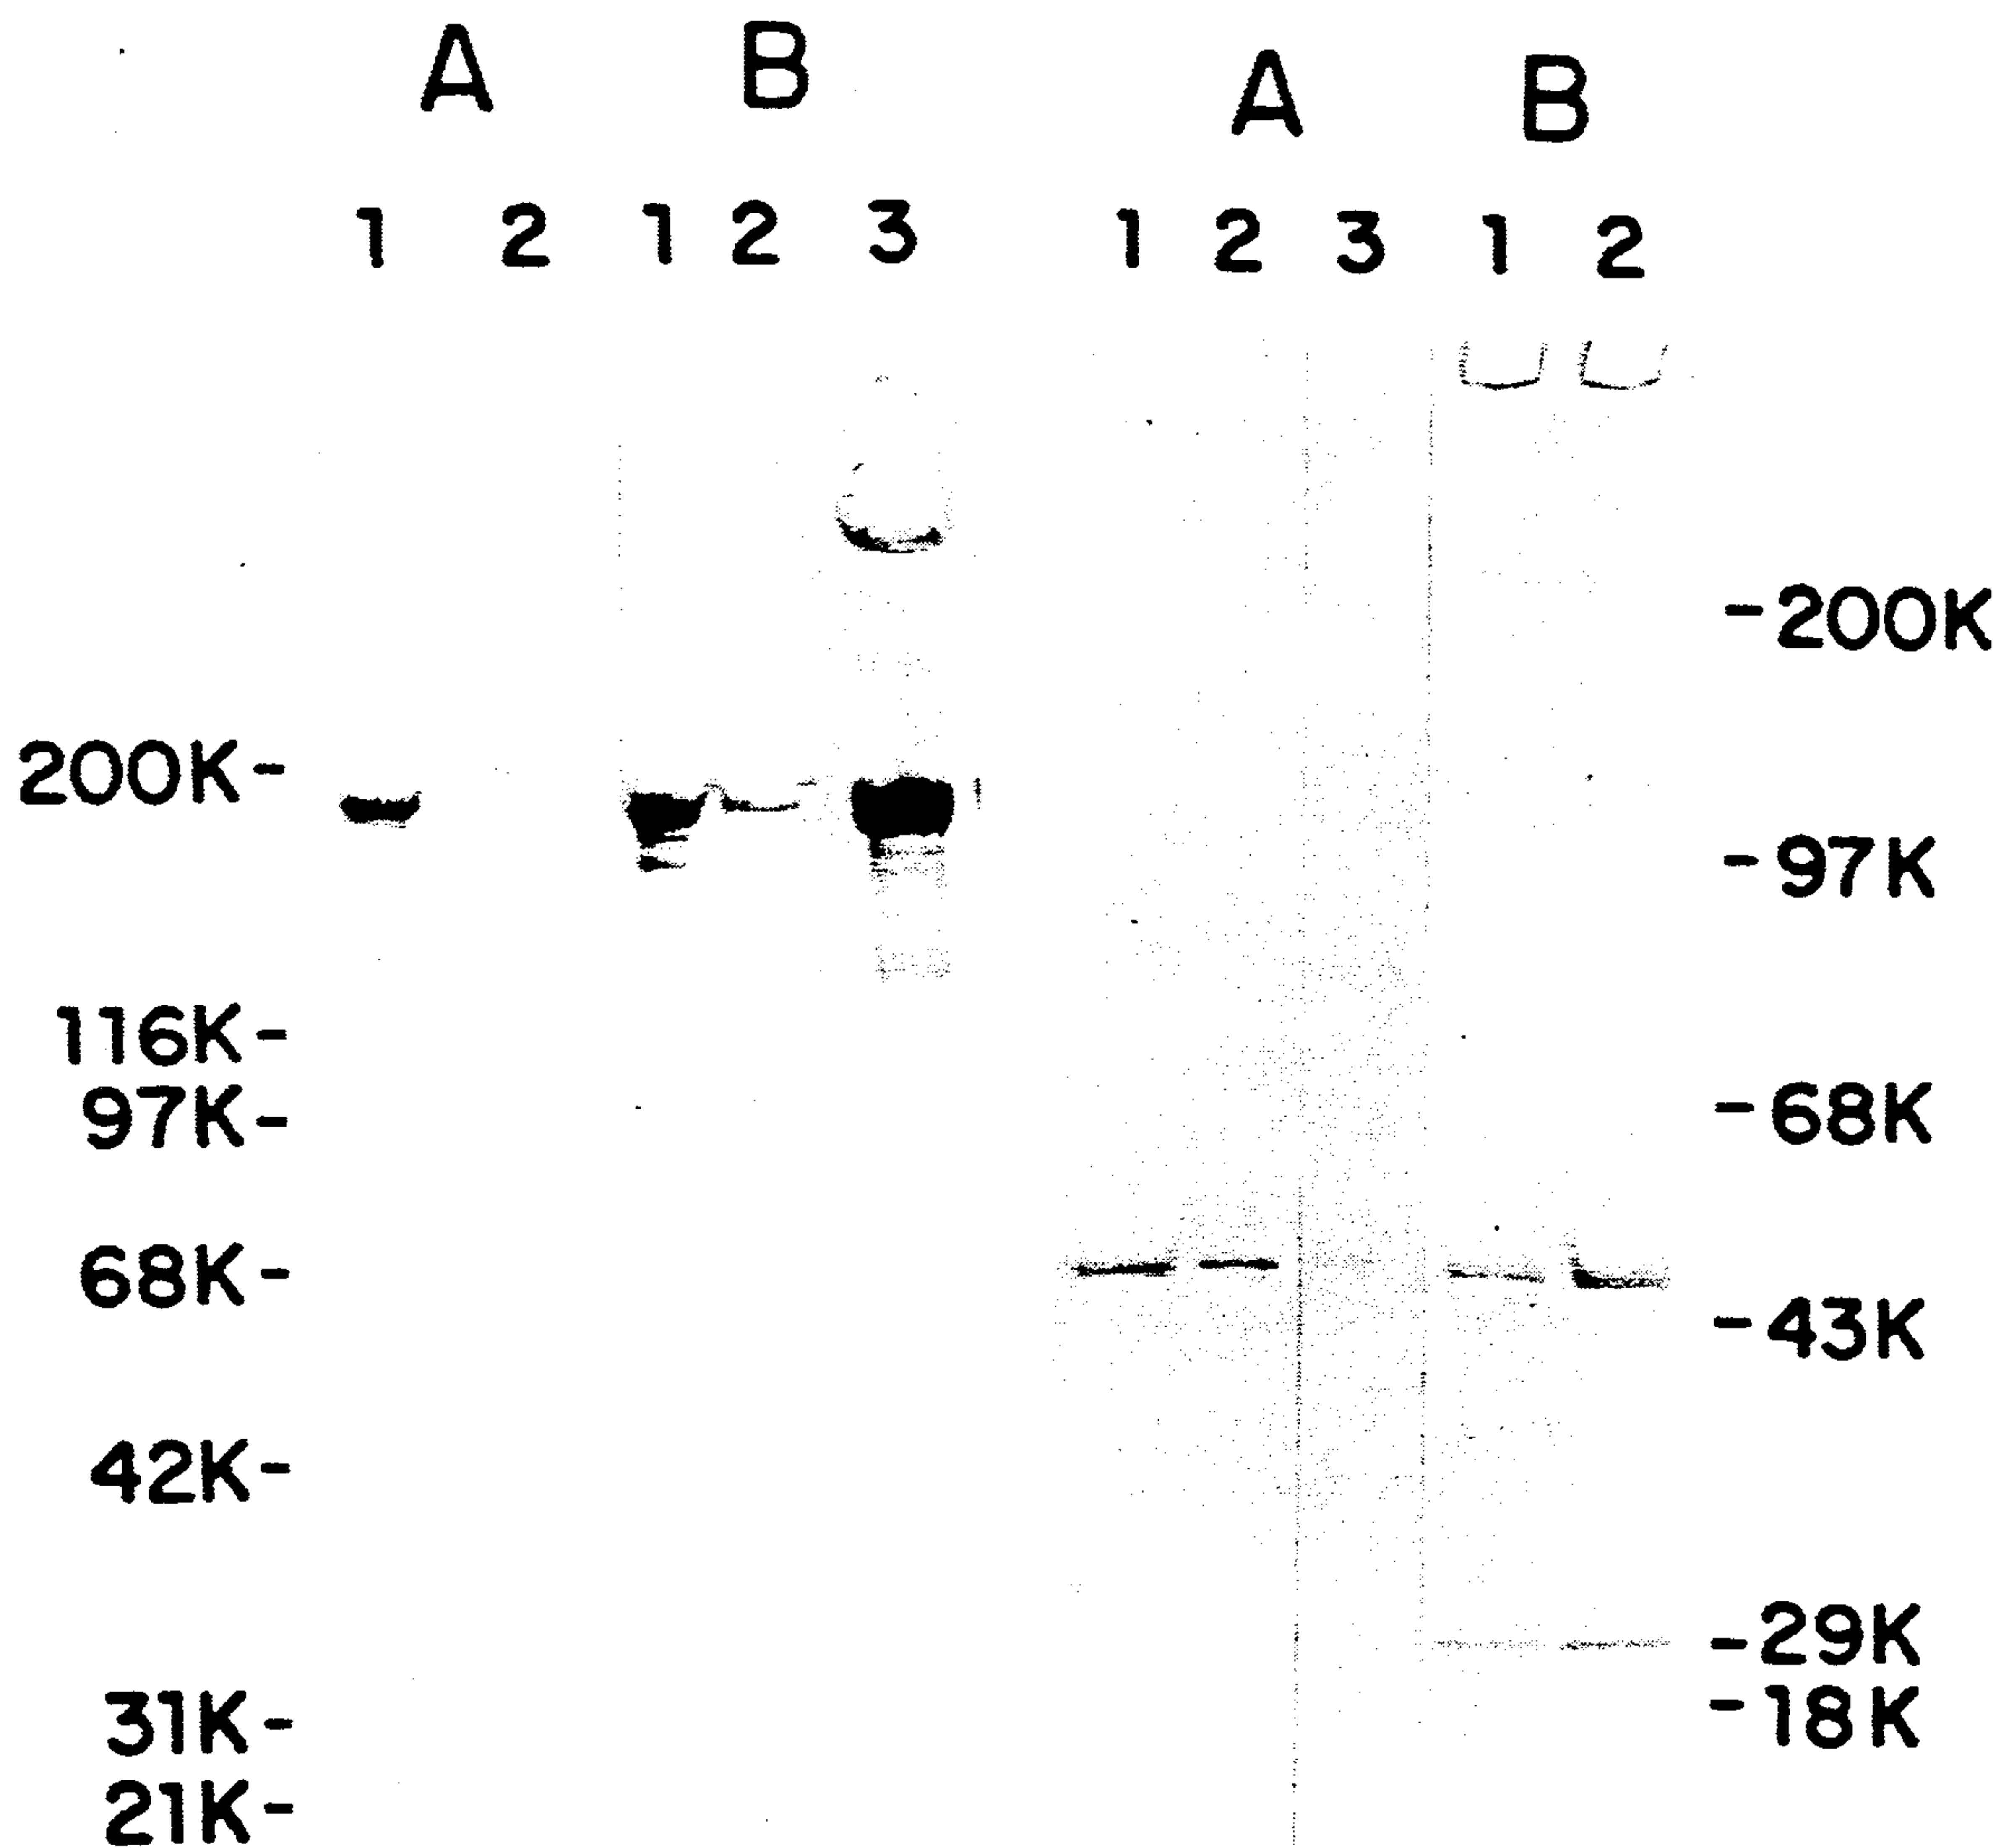 A B A B
1 2 1 2 3 1 2 3 1 2
-200K
200K-
-97K
116K-
97K-
-68K
68K-
-43K
42K-
-29K
31K-
-18K
21K-